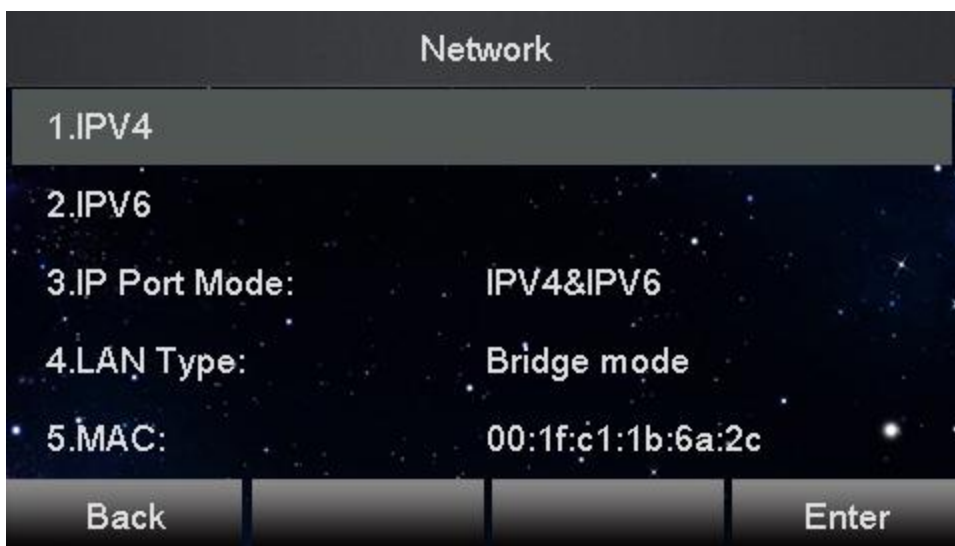 Network
1.IPV4
2.IPV6
3.IP Port Mode: IPV4&IPV6
4.LAN Type: Bridge mode
5.MAC: 00:1f:c1:1b:6a:2c
Back Enter